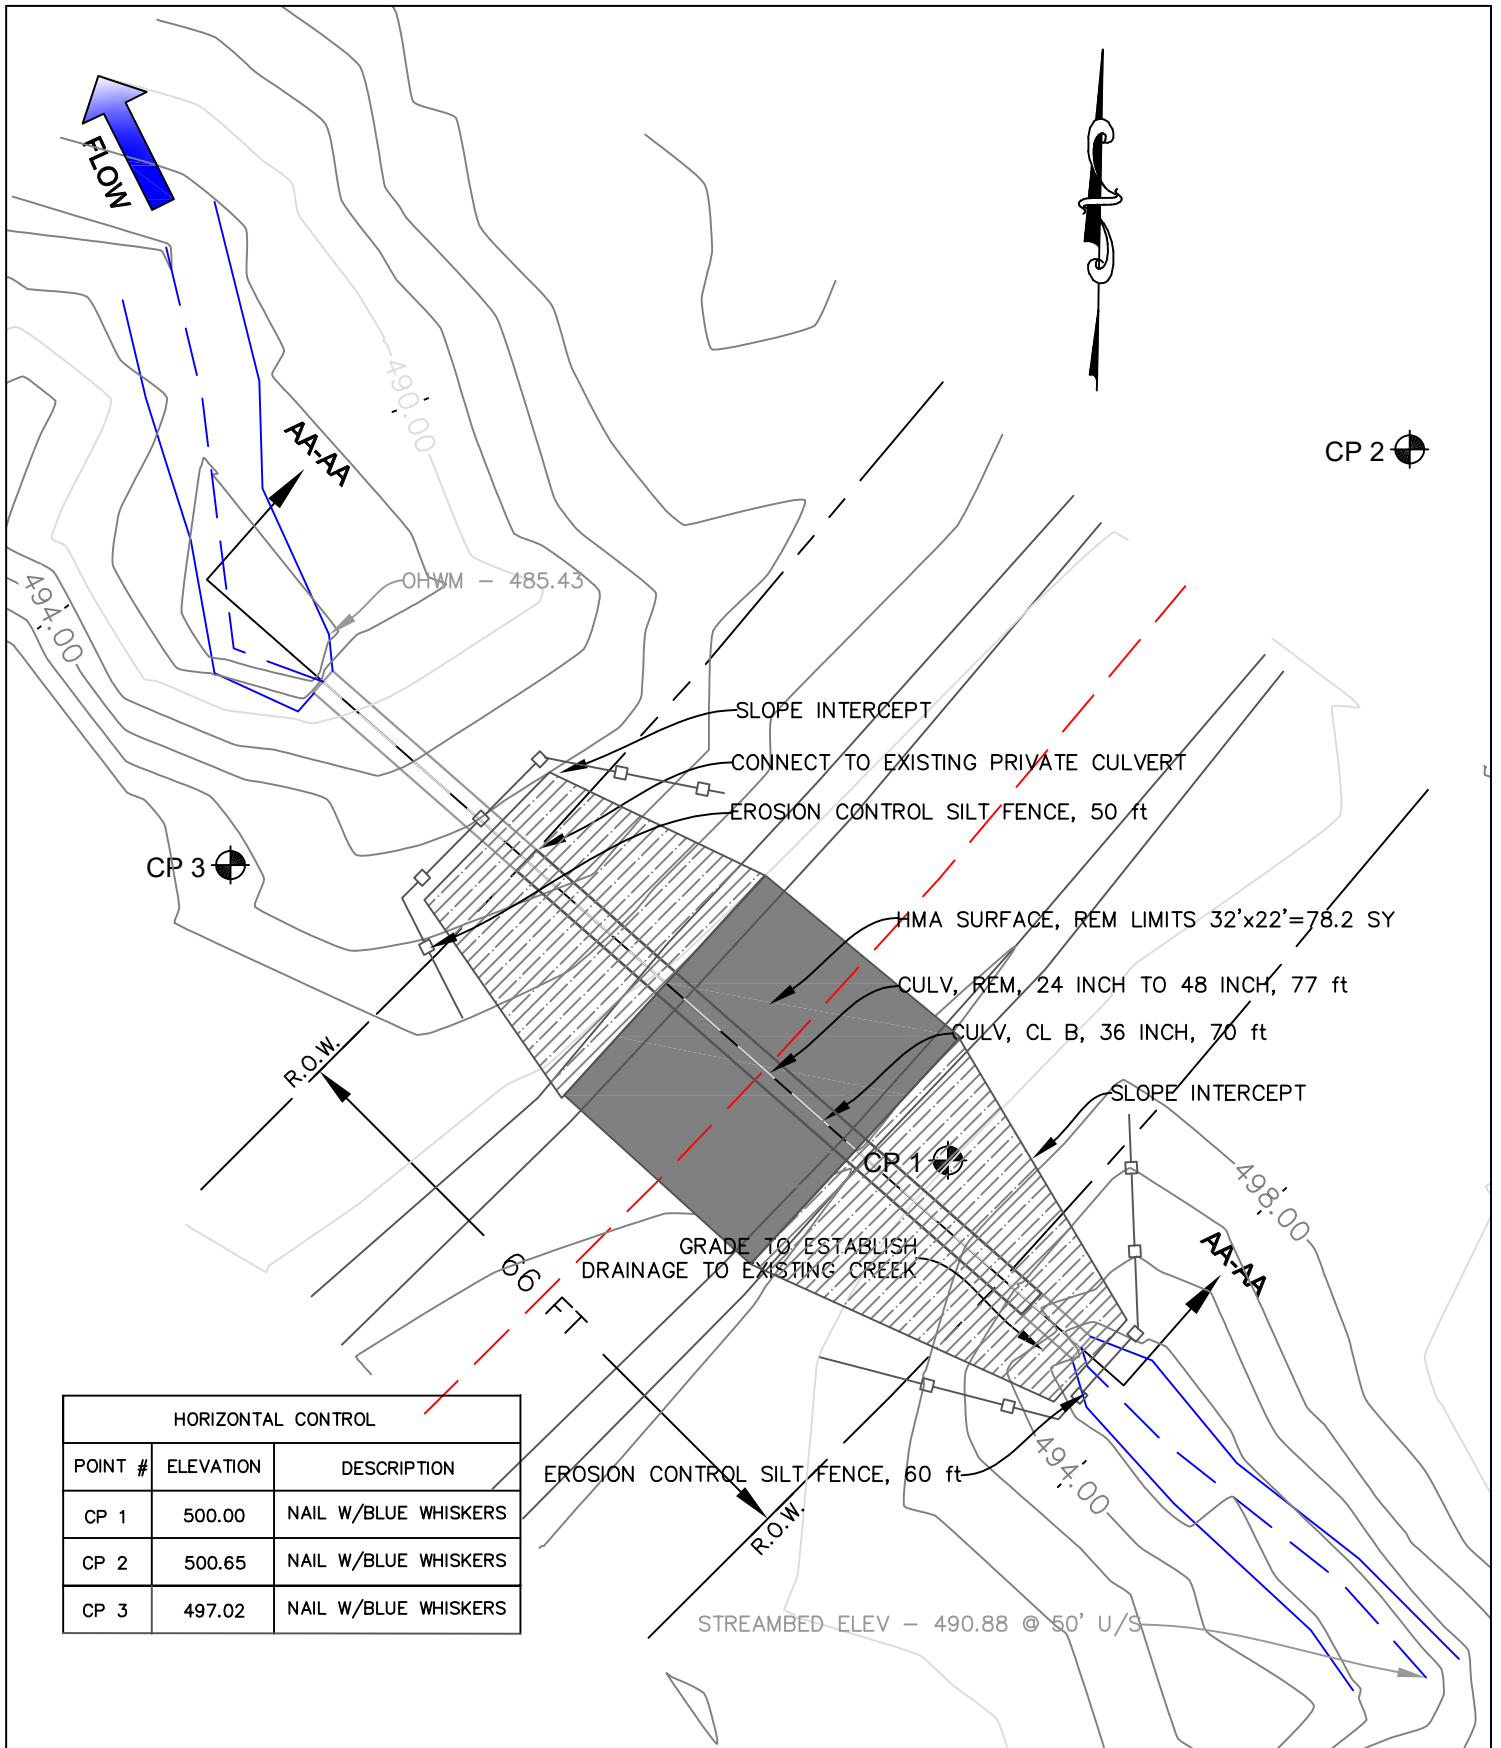 FLOW
490.00
AA-AA
CP 2
OHWM - 485.43
494.00
SLOPE INTERCEPT
CONNECT TO EXISTING PRIVATE CULVERT
EROSION CONTROL SILT FENCE, 50 ft
CP 3
HMA SURFACE, REM LIMITS 32'x22'=78.2 SY
CULV, REM, 24 INCH TO 48 INCH, 77 ft
CULV, CL B, 36 INCH, 70 ft
R.O.W.
SLOPE INTERCEPT
CP 1
498.00
GRADE TO ESTABLISH
DRAINAGE TO EXISTING CREEK
AA-AA
66 FT
494.00
EROSION CONTROL SILT FENCE, 60 ft
R.O.W.
STREAMBED ELEV - 490.88 @ 50' U/S
HORIZONTAL CONTROL
POINT # ELEVATION DESCRIPTION
CP 1 500.00 NAIL W/BLUE WHISKERS
CP 2 500.65 NAIL W/BLUE WHISKERS
CP 3 497.02 NAIL W/BLUE WHISKERS